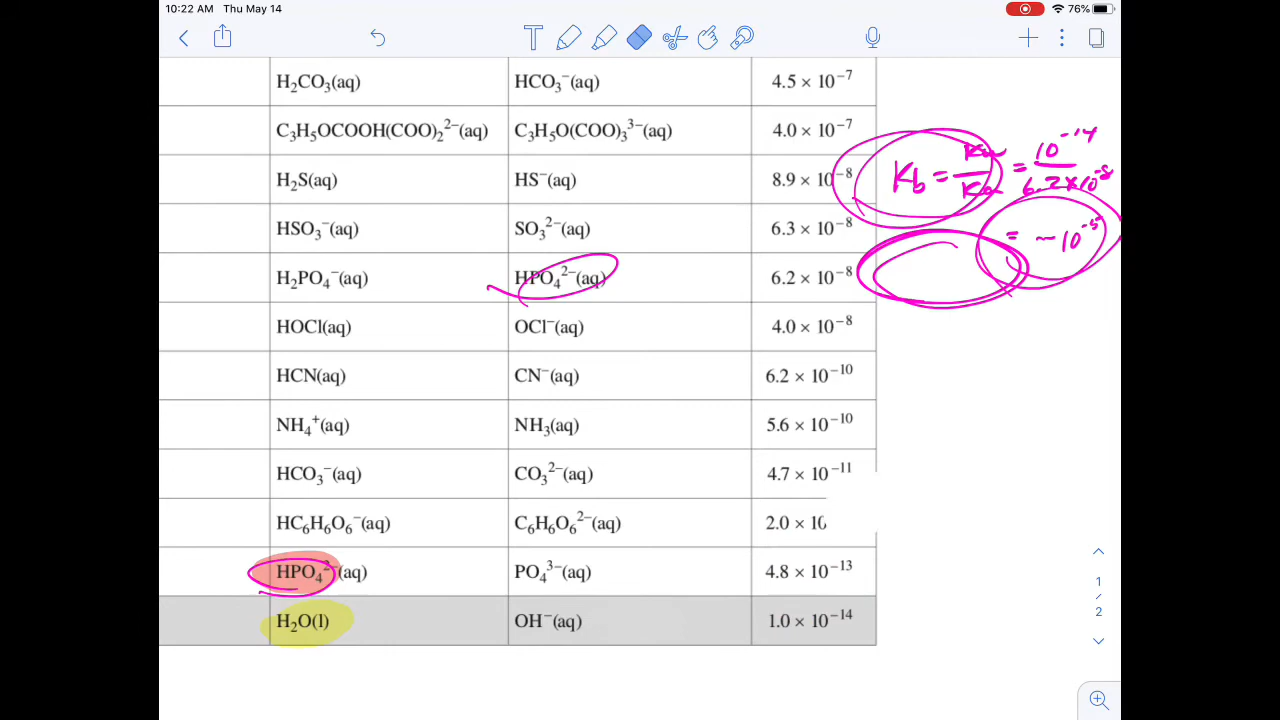 10:22 AM Thu May 14
76%
H₂CO₃(aq) HCO₃⁻(aq) 4.5 × 10⁻⁷
C₃H₅OCOOH(COO)₂²⁻(aq) C₃H₅O(COO)₃³⁻(aq) 4.0 × 10⁻⁷
H₂S(aq) HS⁻(aq) 8.9 × 10⁻⁸
HSO₃⁻(aq) SO₃²⁻(aq) 6.3 × 10⁻⁸
H₂PO₄⁻(aq) HPO₄²⁻(aq) 6.2 × 10⁻⁸
HOCl(aq) OCl⁻(aq) 4.0 × 10⁻⁸
HCN(aq) CN⁻(aq) 6.2 × 10⁻¹⁰
NH₄⁺(aq) NH₃(aq) 5.6 × 10⁻¹⁰
HCO₃⁻(aq) CO₃²⁻(aq) 4.7 × 10⁻¹¹
HC₆H₆O₆⁻(aq) C₆H₆O₆²⁻(aq) 2.0 × 10
HPO₄²⁻(aq) PO₄³⁻(aq) 4.8 × 10⁻¹³
H₂O(l) OH⁻(aq) 1.0 × 10⁻¹⁴
Kb = Kw/Ka = 10⁻¹⁴/6.2×10⁻⁸
= ~10⁻⁵
1
/
2